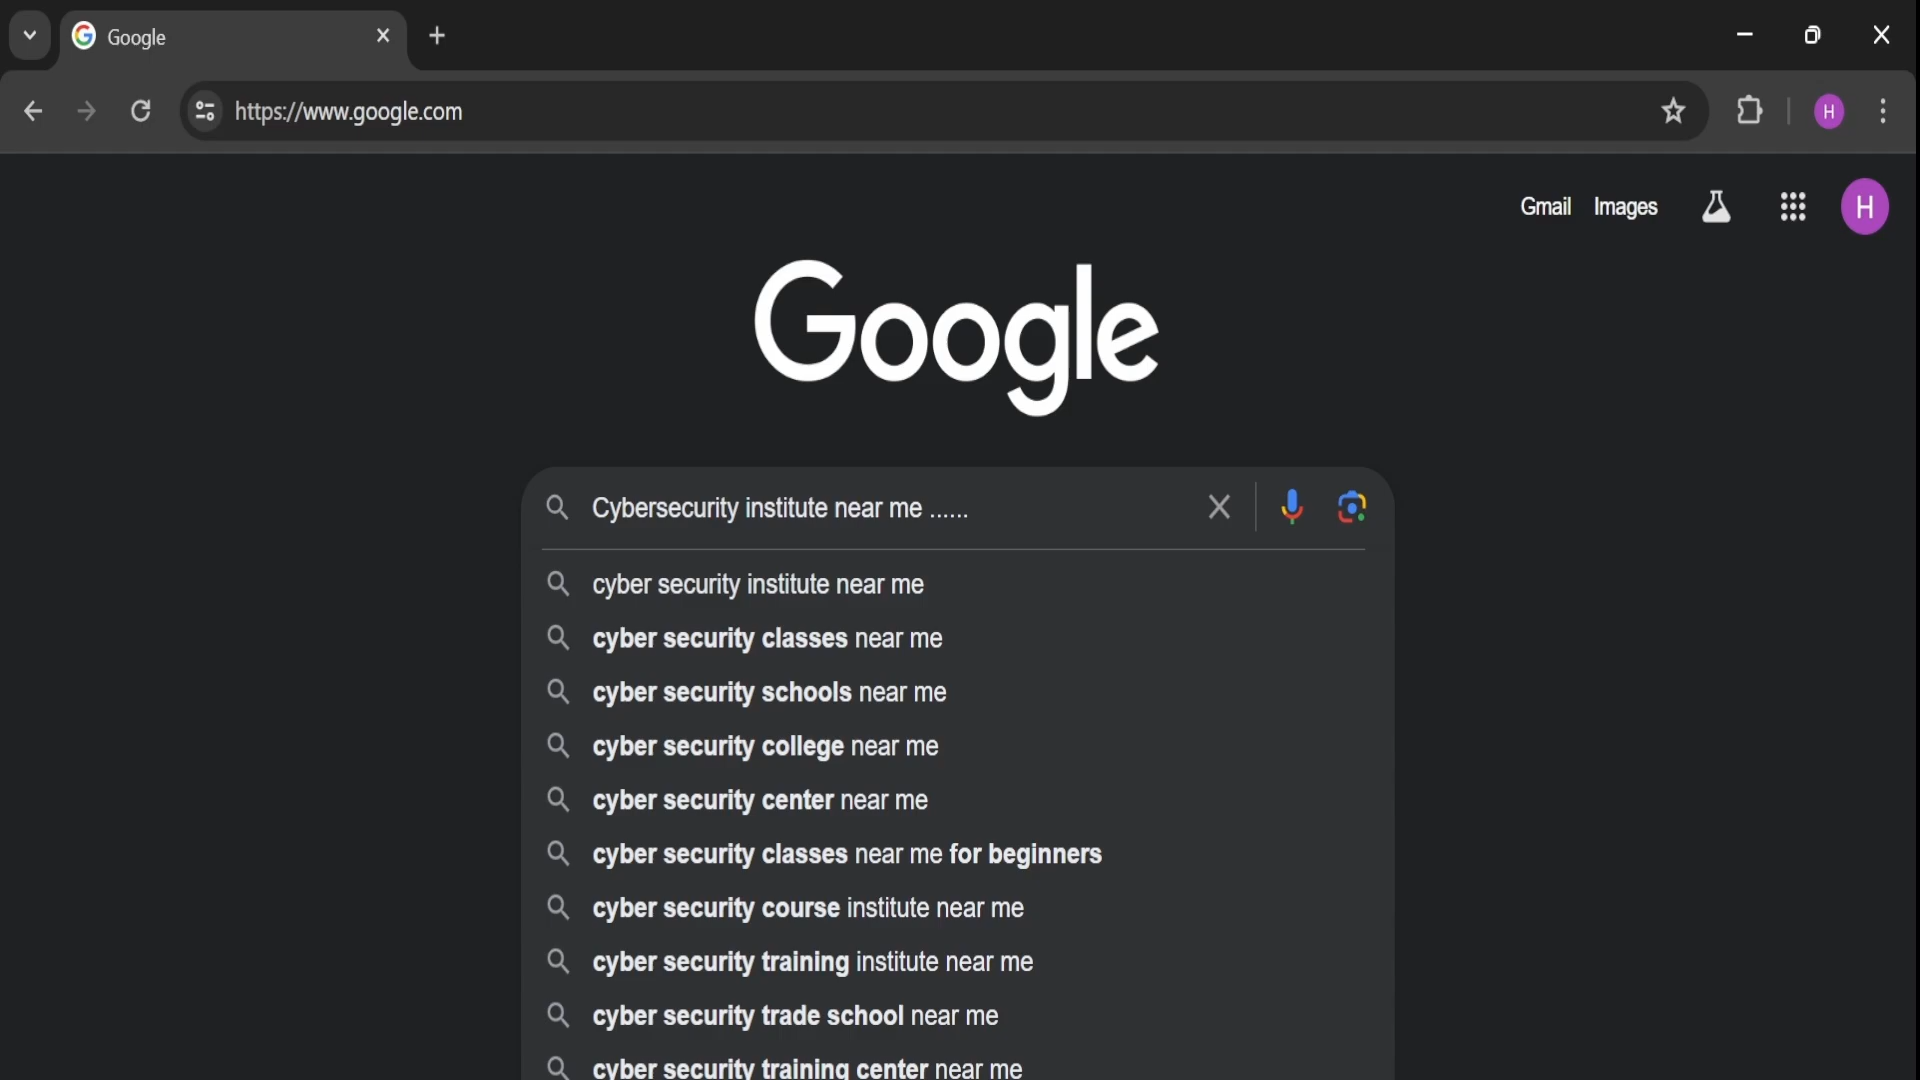 Google
https://www.google.com
H
Gmail Images
H
Google
Cybersecurity institute near me ......
cyber security institute near me
cyber security classes near me
cyber security schools near me
cyber security college near me
cyber security center near me
cyber security classes near me for beginners
cyber security course institute near me
cyber security training institute near me
cyber security trade school near me
cyber security training center near me